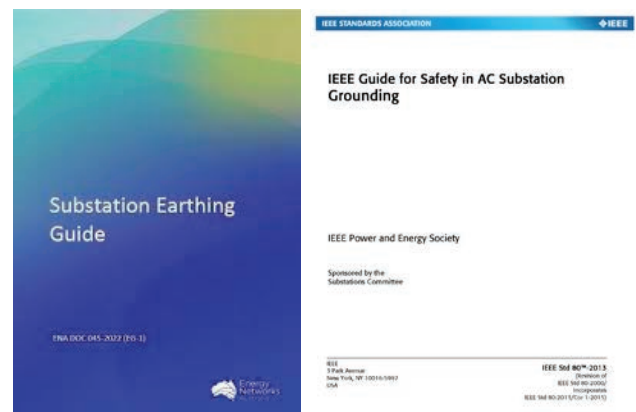 Substation Earthing
Guide
ENA DOC 045-2022 (EG-1)
Energy
Networks
IEEE STANDARDS ASSOCIATION
IEEE
IEEE Guide for Safety in AC Substation
Grounding
IEEE Power and Energy Society
Sponsored by the
Substations Committee
IEEE
3 Park Avenue
New York, NY 10016-5997
USA
IEEE Std 80™-2013
(Revision of
IEEE Std 80-2000/
Incorporates
IEEE Std 80-2013/Cor 1-2015)